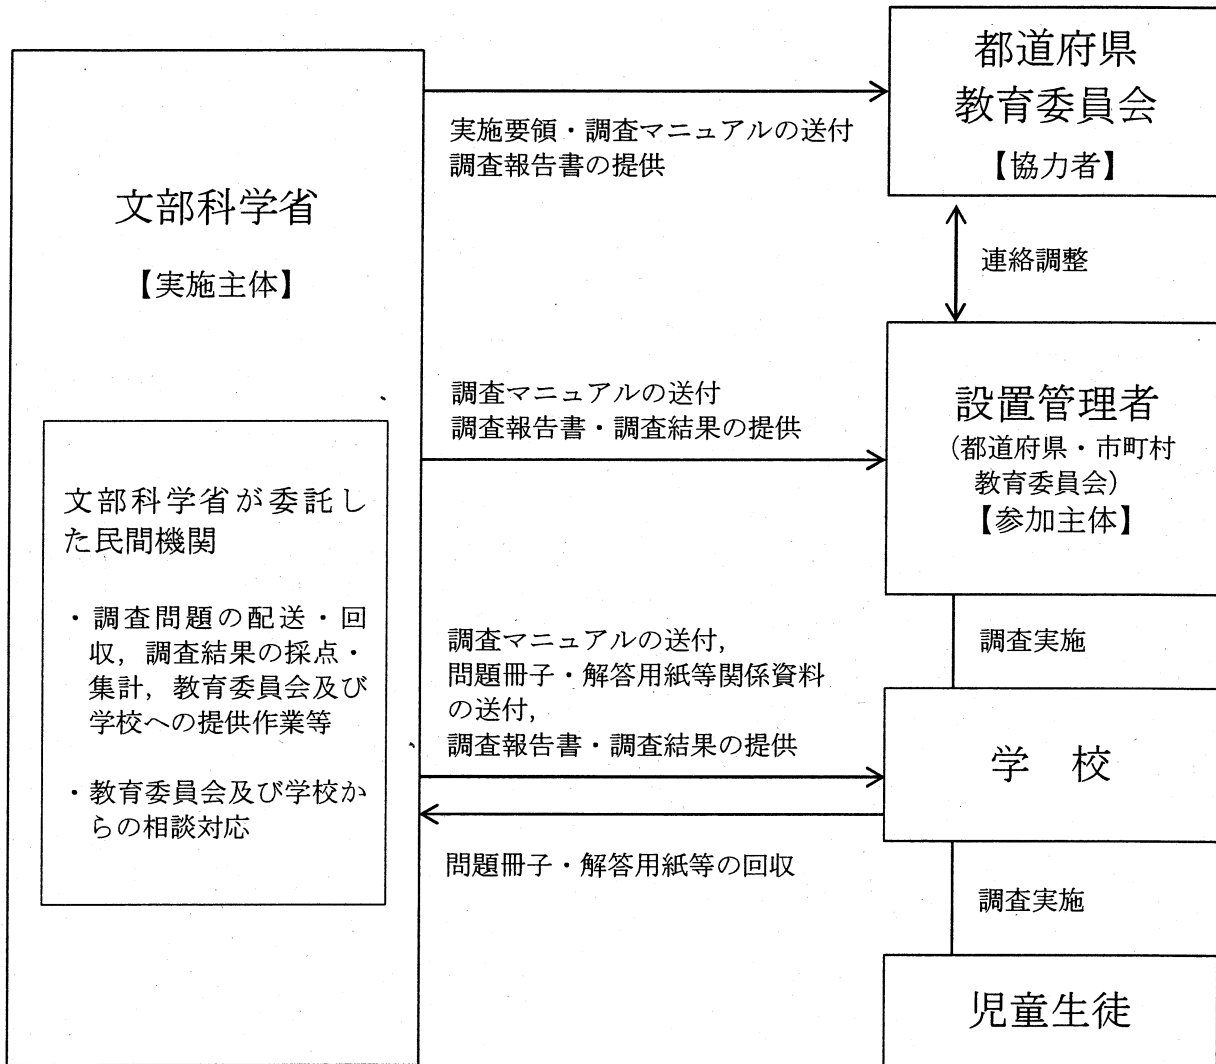 文部科学省
【実施主体】
文部科学省が委託し
た民間機関
・調査問題の配送・回
収，調査結果の採点・
集計，教育委員会及び
学校への提供作業等
・教育委員会及び学校か
らの相談対応
実施要領・調査マニュアルの送付
調査報告書の提供
都道府県
教育委員会
【協力者】
連絡調整
調査マニュアルの送付
調査報告書・調査結果の提供
設置管理者
（都道府県・市町村
教育委員会）
【参加主体】
調査実施
調査マニュアルの送付，
問題冊子・解答用紙等関係資料
の送付，
調査報告書・調査結果の提供
学　校
問題冊子・解答用紙等の回収
調査実施
児童生徒